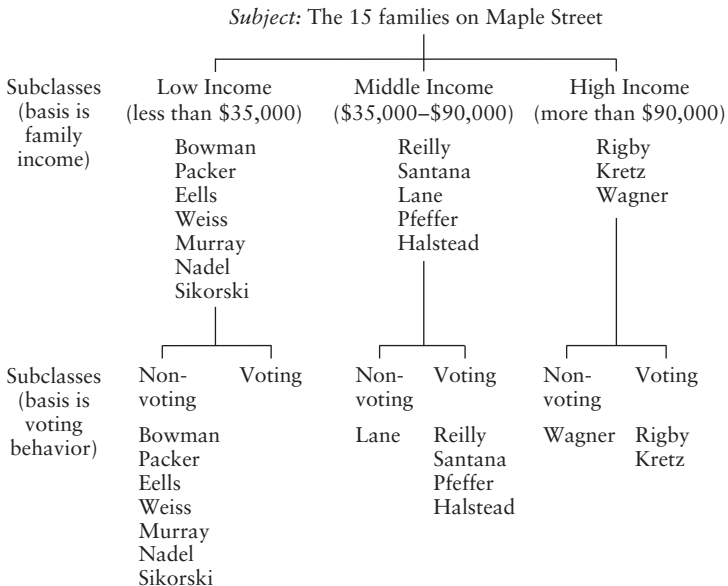 Subject: The 15 families on Maple Street
Subclasses
(basis is
family
income)
Low Income
(less than $35,000)
Bowman
Packer
Eells
Weiss
Murray
Nadel
Sikorski
Middle Income
($35,000–$90,000)
Reilly
Santana
Lane
Pfeffer
Halstead
High Income
(more than $90,000)
Rigby
Kretz
Wagner
Subclasses
(basis is
voting
behavior)
Non-
voting
Bowman
Packer
Eells
Weiss
Murray
Nadel
Sikorski
Voting
Non-
voting
Lane
Voting
Reilly
Santana
Pfeffer
Halstead
Non-
voting
Wagner
Voting
Rigby
Kretz